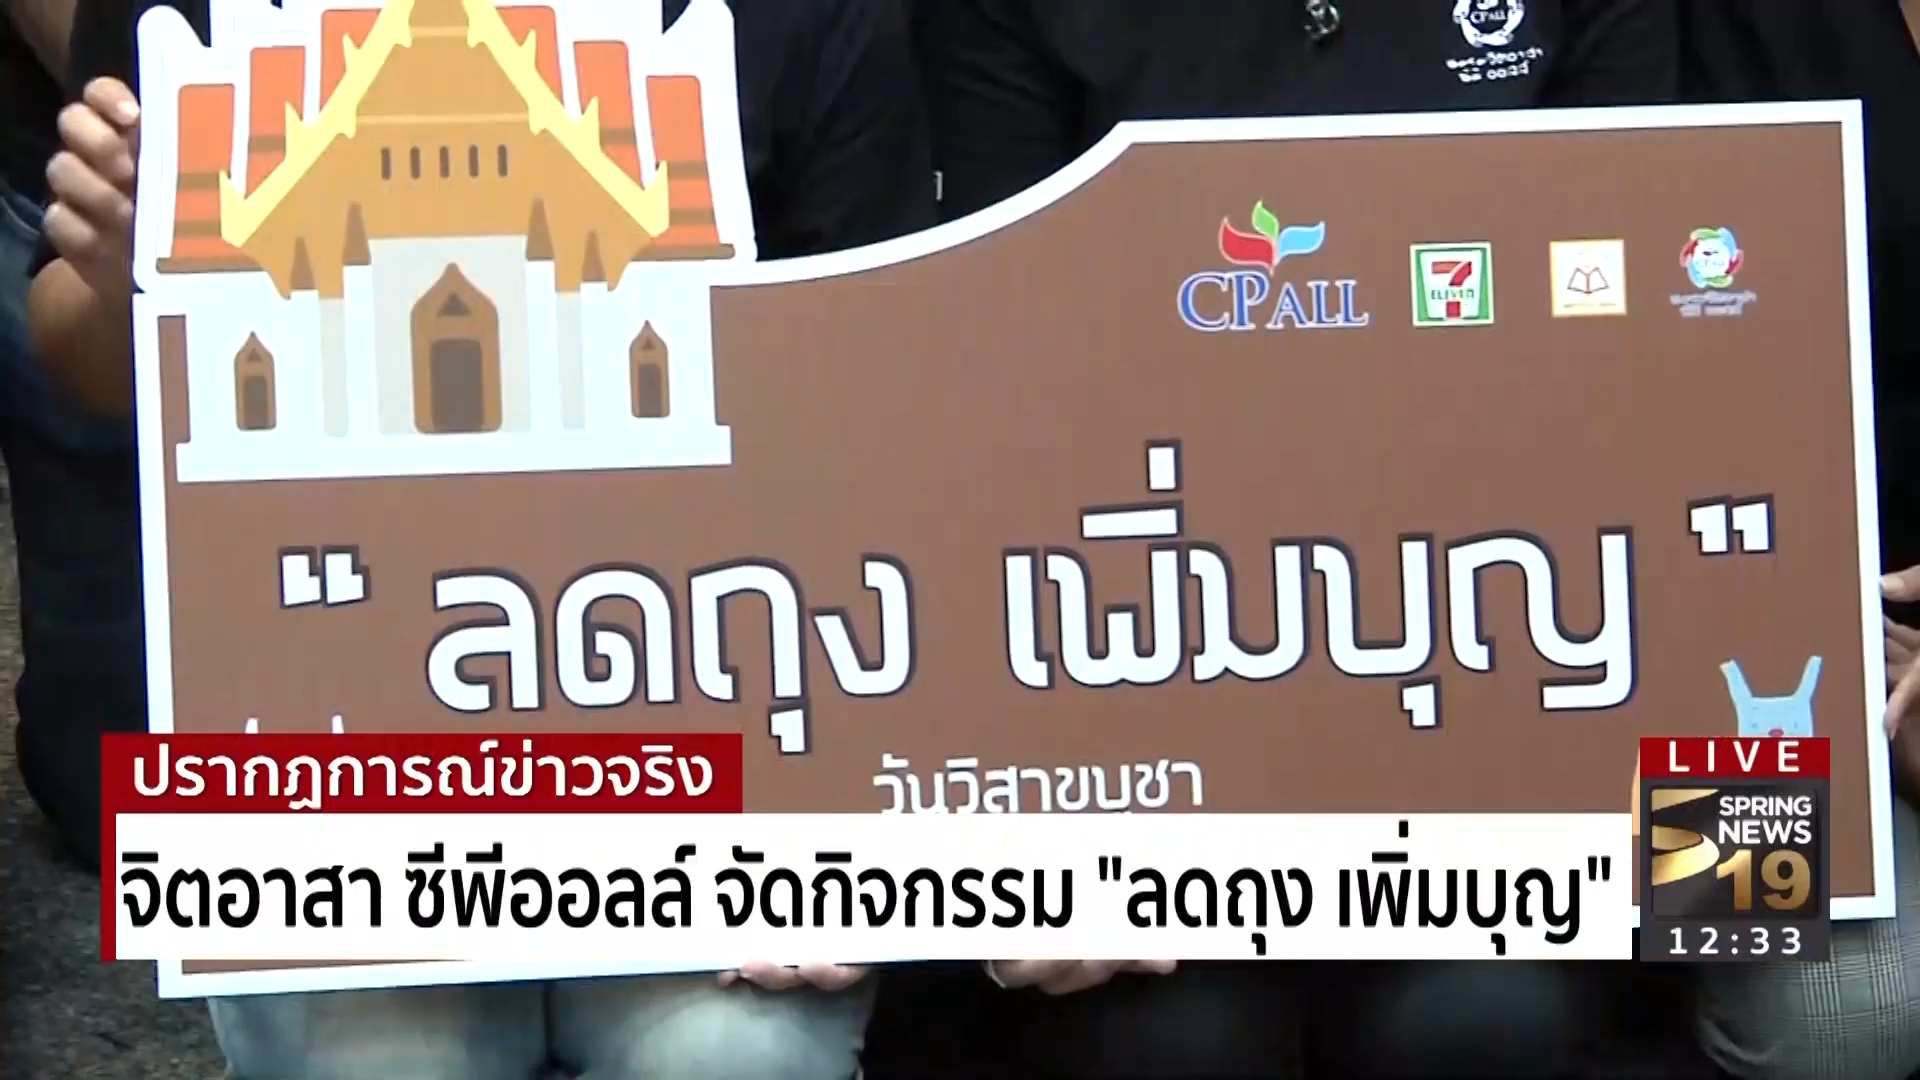 CPALL
CP ALL
7
ELEVEN
"ลดถุง เพิ่มบุญ"
วันวิสาขบูชา
ปรากฏการณ์ข่าวจริง
จิตอาสา ซีพีออลล์ จัดกิจกรรม "ลดถุง เพิ่มบุญ"
LIVE
SPRING
NEWS
19
12:33